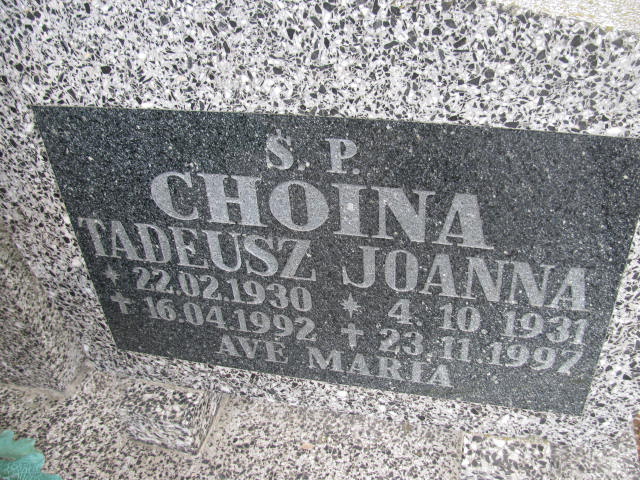 Ś. P.
CHOINA
TADEUSZ JOANNA
* 22.02.1930 * 4. 10. 1931
✝ 16.04.1992 ✝ 23.11.1997
AVE MARIA